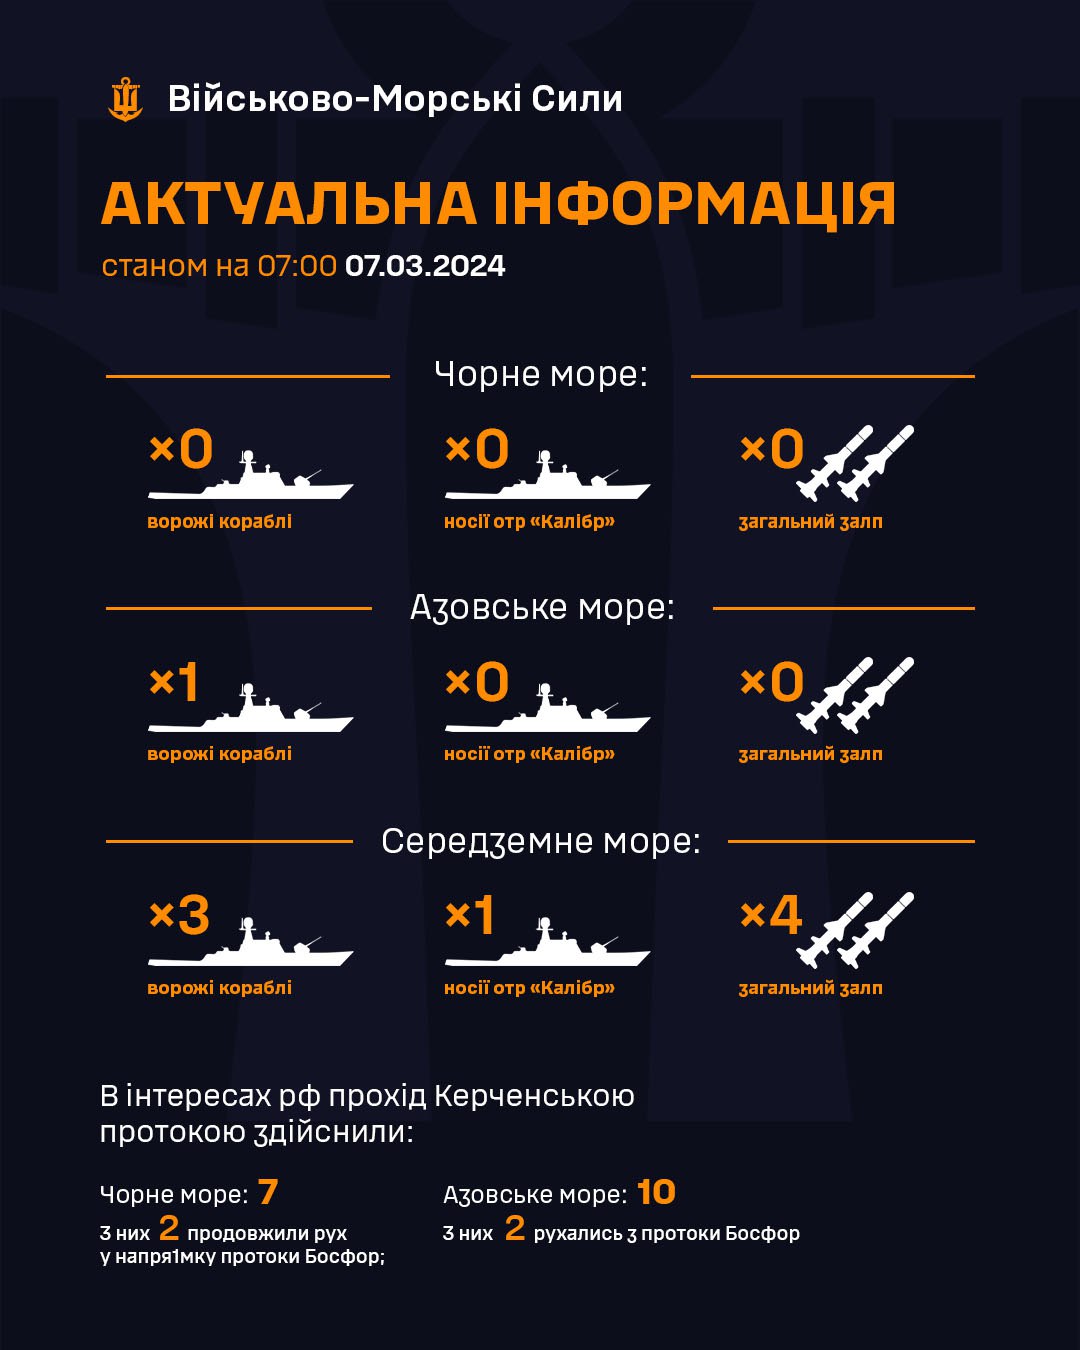 Військово-Морські Сили
АКТУАЛЬНА ІНФОРМАЦІЯ
станом на 07:00 07.03.2024
Чорне море:
×0 ×0 ×0
ворожі кораблі носії отр «Калібр» загальний залп
Азовське море:
×1 ×0 ×0
ворожі кораблі носії отр «Калібр» загальний залп
Середземне море:
×3 ×1 ×4
ворожі кораблі носії отр «Калібр» загальний залп
В інтересах рф прохід Керченською
протокою здійснили:
Чорне море: 7
З них 2 продовжили рух
у напря1мку протоки Босфор;
Азовське море: 10
З них 2 рухались з протоки Босфор